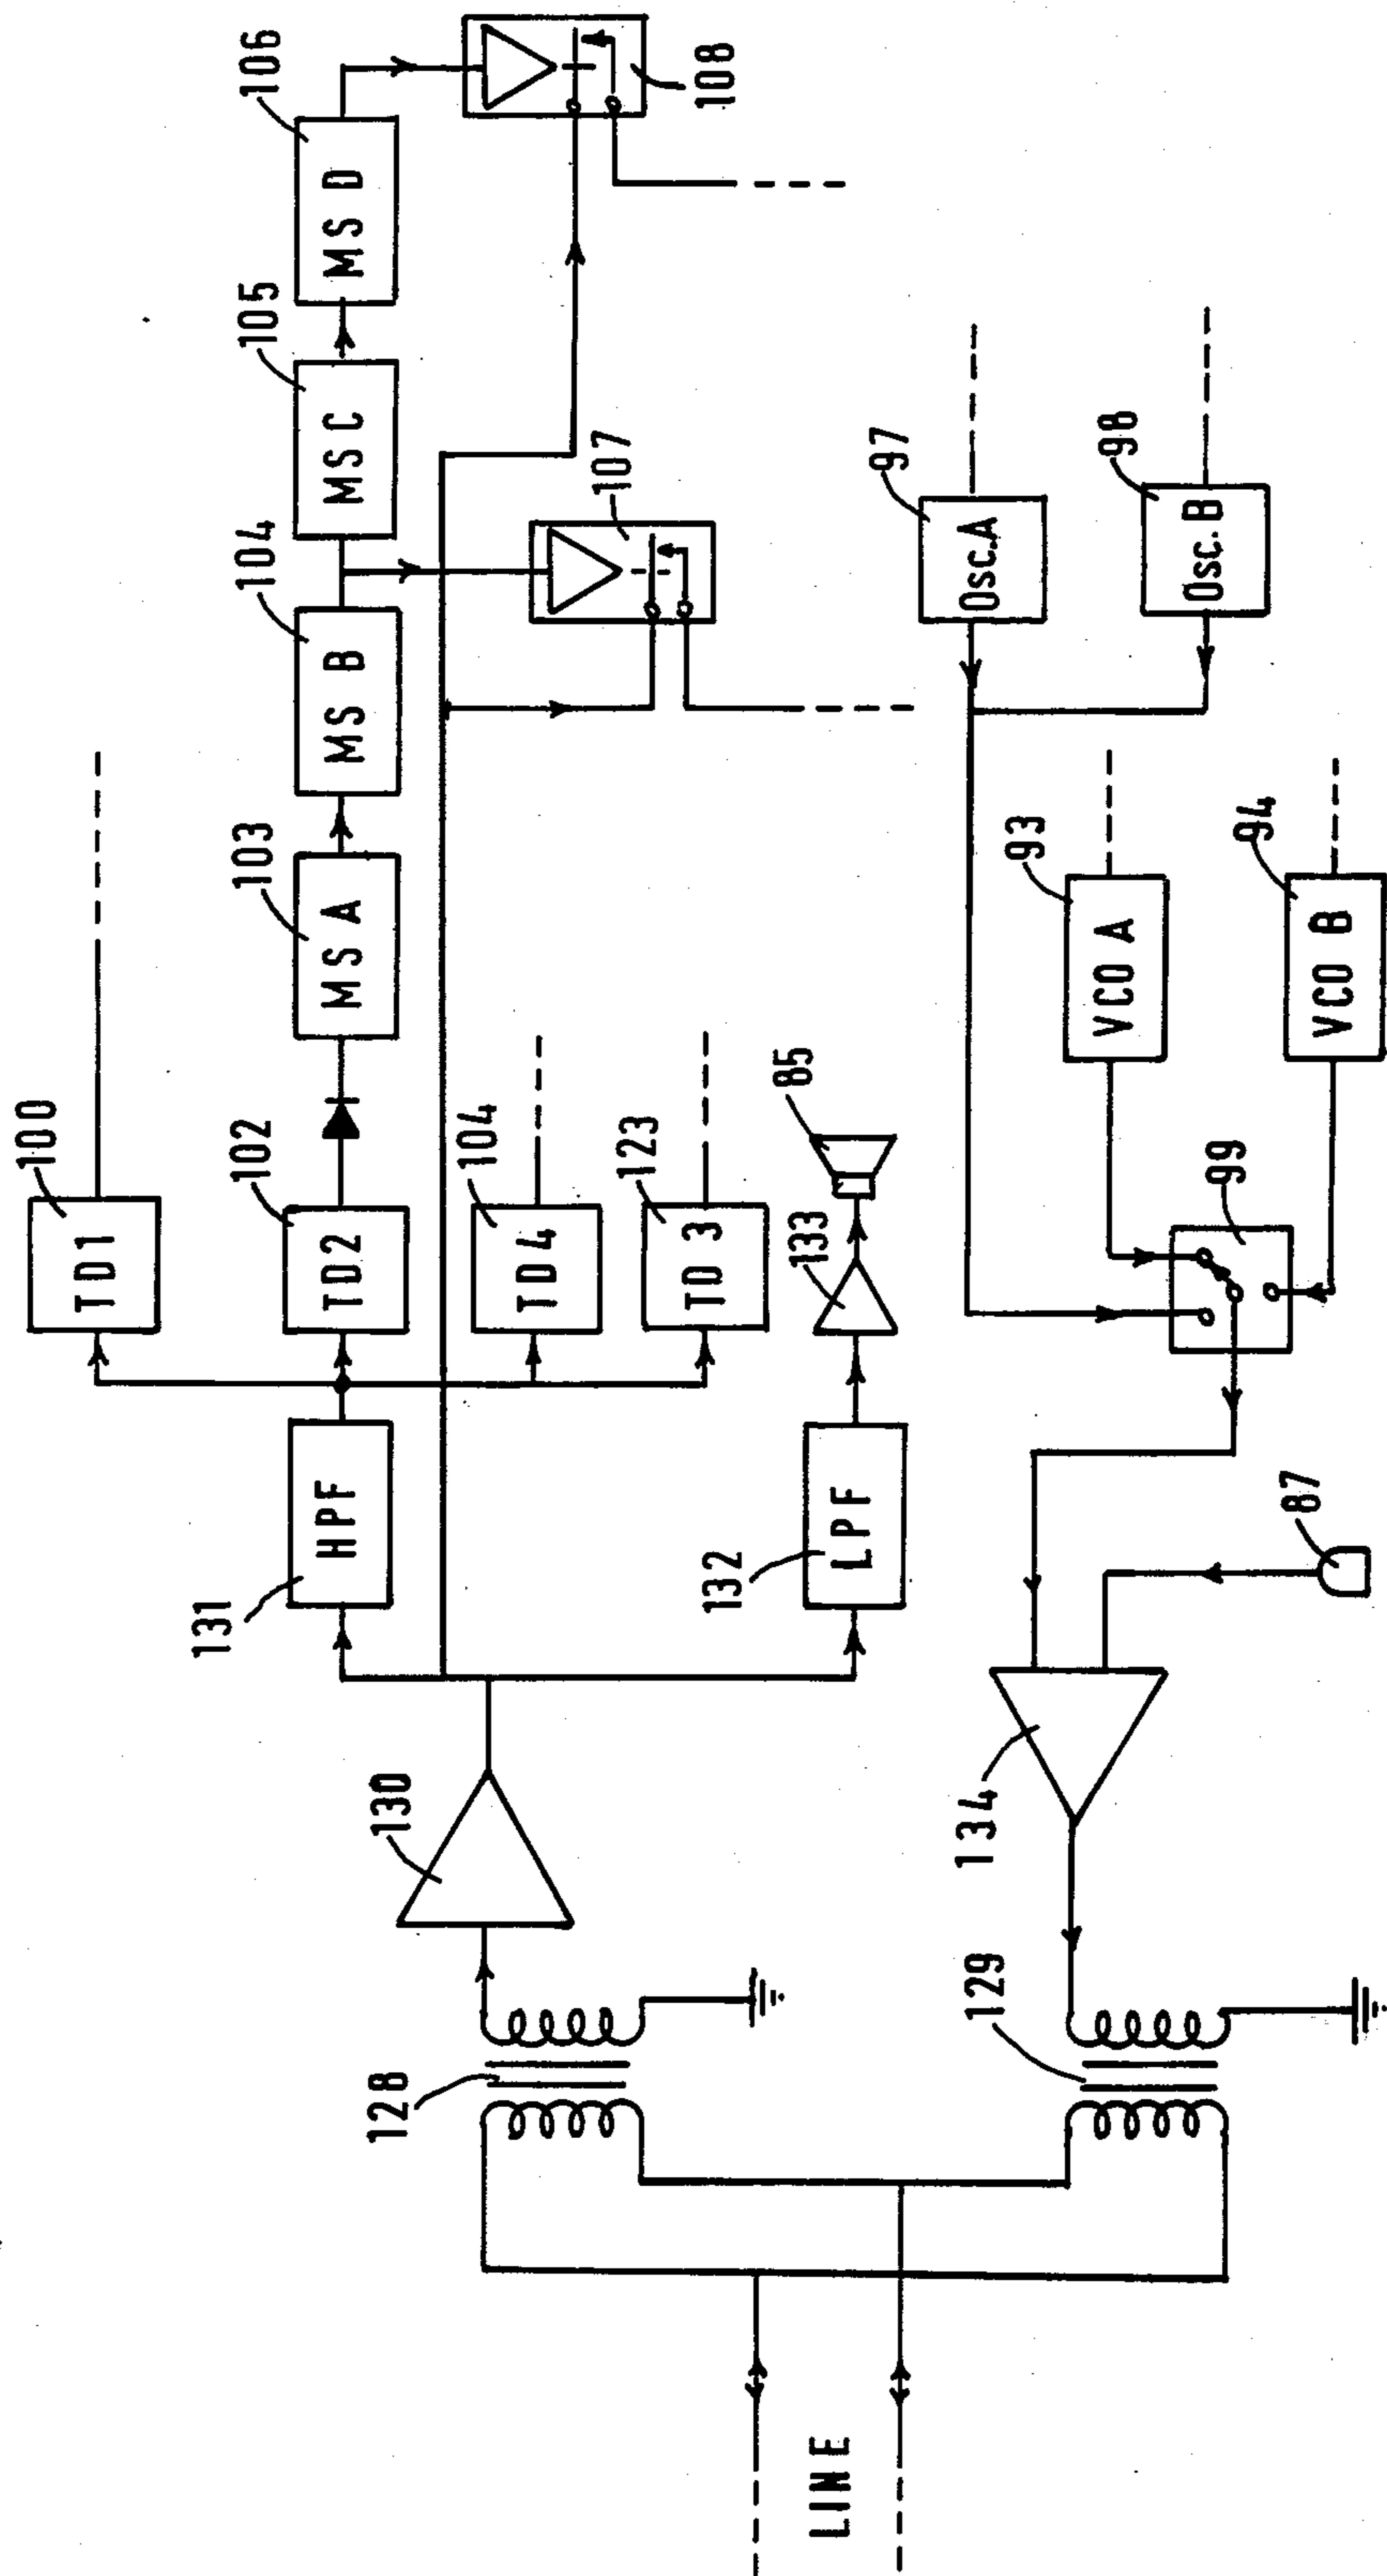 100
TD1
131
HPF
102
TD2
103
MS A
104
MS B
105
MSC
106
MS D
108
107
104
TD4
123
TD 3
128
130
132
LPF
133
85
LINE
129
134
87
99
97
Osc.A
98
Osc. B
93
VCO A
94
VCO B